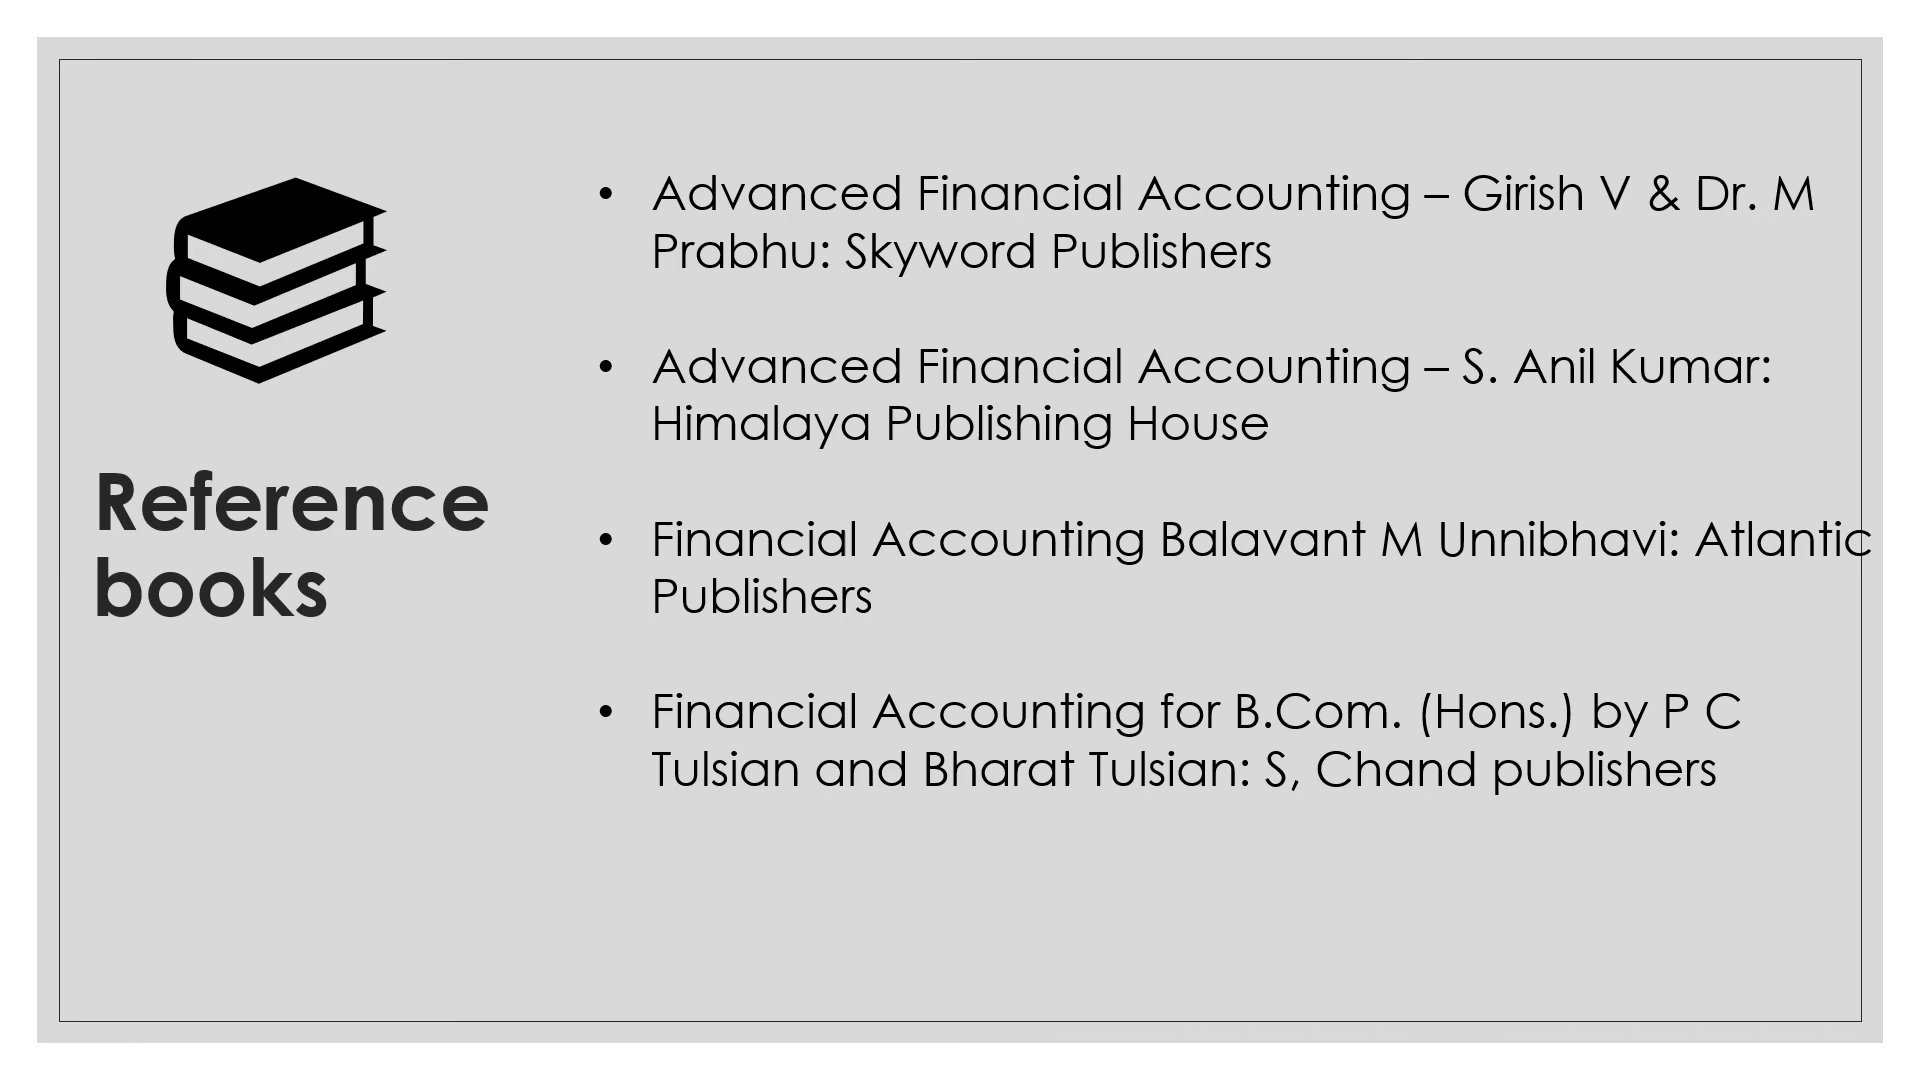 Reference
books
• Advanced Financial Accounting – Girish V & Dr. M
Prabhu: Skyword Publishers
• Advanced Financial Accounting – S. Anil Kumar:
Himalaya Publishing House
• Financial Accounting Balavant M Unnibhavi: Atlantic
Publishers
• Financial Accounting for B.Com. (Hons.) by P C
Tulsian and Bharat Tulsian: S, Chand publishers